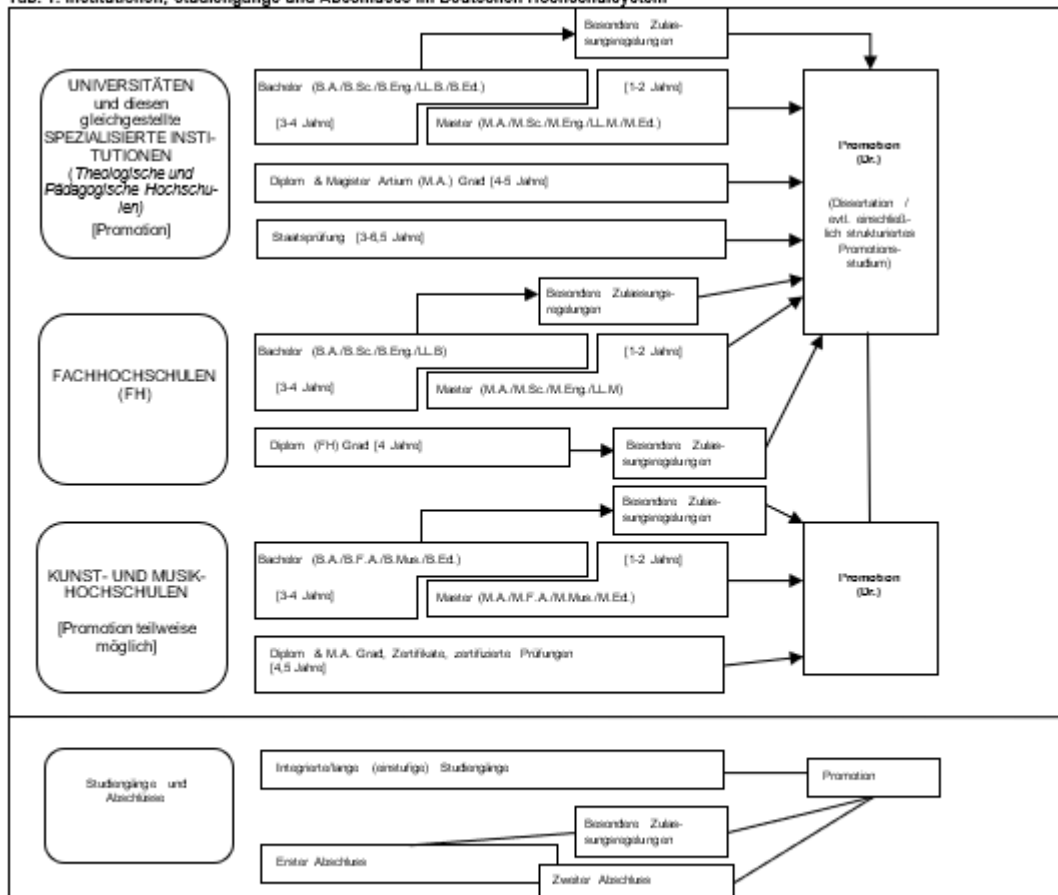 Tab. 1: Institutionen, Studiengänge und Abschlüsse im Deutschen Hochschulsystem
Besondere Zulas-
sungsregelungen
UNIVERSITÄTEN
und diesen
gleichgestellte
SPEZIALISIERTE INSTI-
TUTIONEN
(Theologische und
Pädagogische Hochschu-
len)
[Promotion]
Bachelor (B.A./B.Sc./B.Eng./LL.B./B.Ed.)
[3-4 Jahre]
[1-2 Jahre]
Master (M.A./M.Sc./M.Eng./LL.M./M.Ed.)
Diplom & Magister Artium (M.A.) Grad [4-5 Jahre]
Staatsprüfung [3-6,5 Jahre]
Promotion
(Dr.)
(Dissertation /
evtl. einschließ-
lich strukturiertes
Promotions-
studium)
FACHHOCHSCHULEN
(FH)
Besondere Zulassungs-
regelungen
Bachelor (B.A./B.Sc./B.Eng./LL.B)
[3-4 Jahre]
[1-2 Jahre]
Master (M.A./M.Sc./M.Eng./LL.M)
Diplom (FH) Grad [4 Jahre]
Besondere Zulas-
sungsregelungen
KUNST- UND MUSIK-
HOCHSCHULEN
[Promotion teilweise
möglich]
Besondere Zulas-
sungsregelungen
Bachelor (B.A./B.F.A./B.Mus./B.Ed.)
[3-4 Jahre]
[1-2 Jahre]
Master (M.A./M.F.A./M.Mus./M.Ed.)
Diplom & M.A. Grad, Zertifikate, zertifizierte Prüfungen
[4,5 Jahre]
Promotion
(Dr.)
Studiengänge und
Abschlüsse
Integrierte/lange (einstufige) Studiengänge
Promotion
Besondere Zulas-
sungsregelungen
Erster Abschluss
Zweiter Abschluss